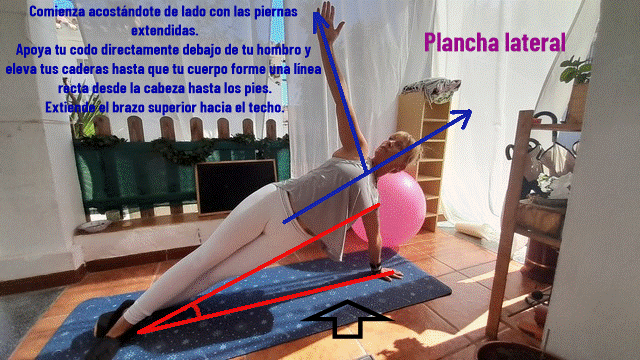 Comienza acostándote de lado con las piernas
extendidas.
Apoya tu codo directamente debajo de tu hombro y
eleva tus caderas hasta que tu cuerpo forme una línea
recta desde la cabeza hasta los pies.
Extiende el brazo superior hacia el techo.
Plancha lateral